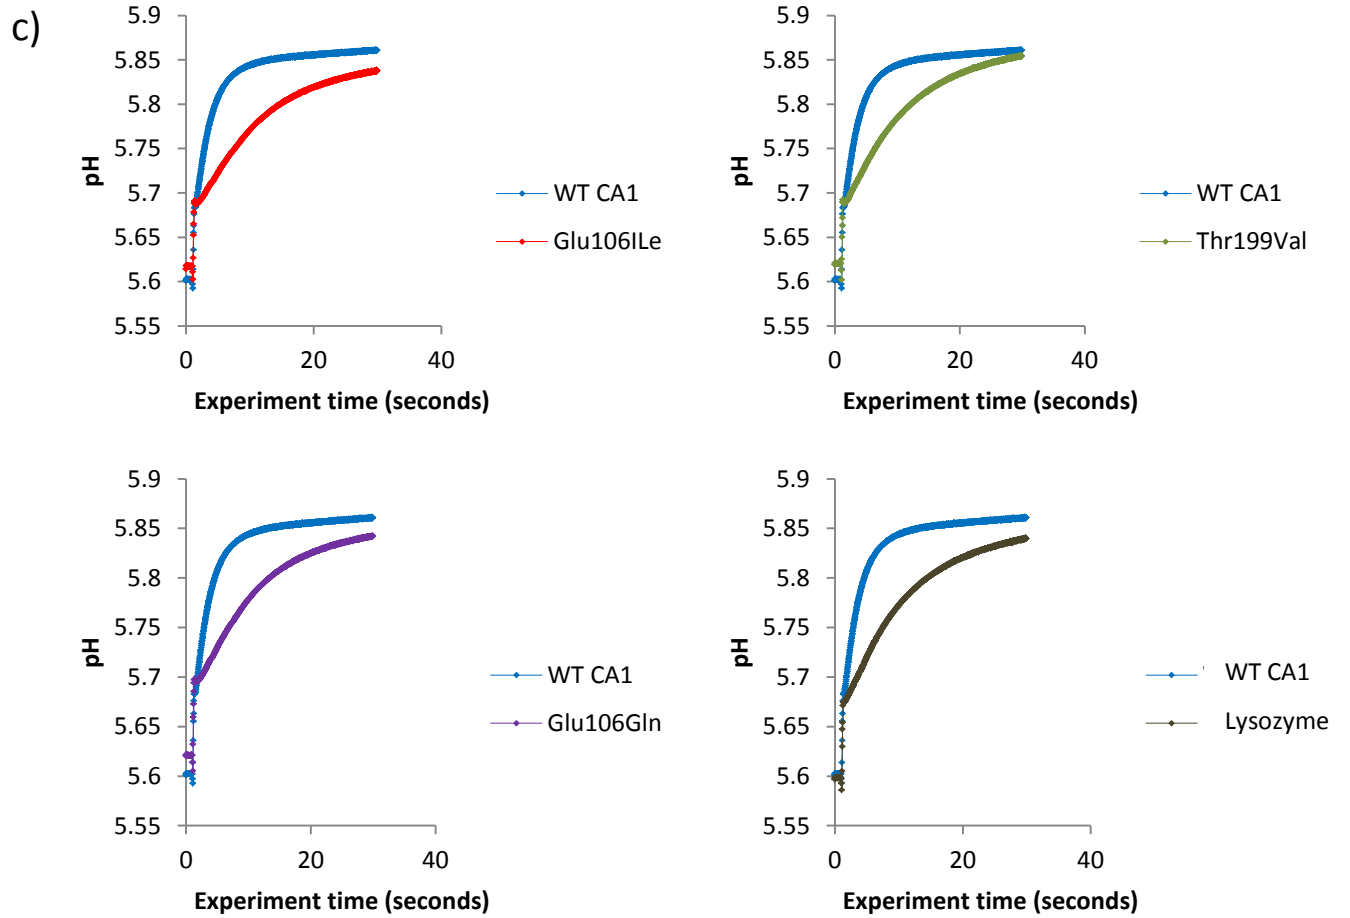 c)
5.9
5.85
5.8
5.75
5.7
5.65
5.6
5.55
pH
0 20 40
Experiment time (seconds)
WT CA1
Glu106ILe
5.9
5.85
5.8
5.75
5.7
5.65
5.6
5.55
pH
0 20 40
Experiment time (seconds)
WT CA1
Thr199Val
5.9
5.85
5.8
5.75
5.7
5.65
5.6
5.55
pH
0 20 40
Experiment time (seconds)
WT CA1
Glu106Gln
5.9
5.85
5.8
5.75
5.7
5.65
5.6
5.55
pH
0 20 40
Experiment time (seconds)
WT CA1
Lysozyme